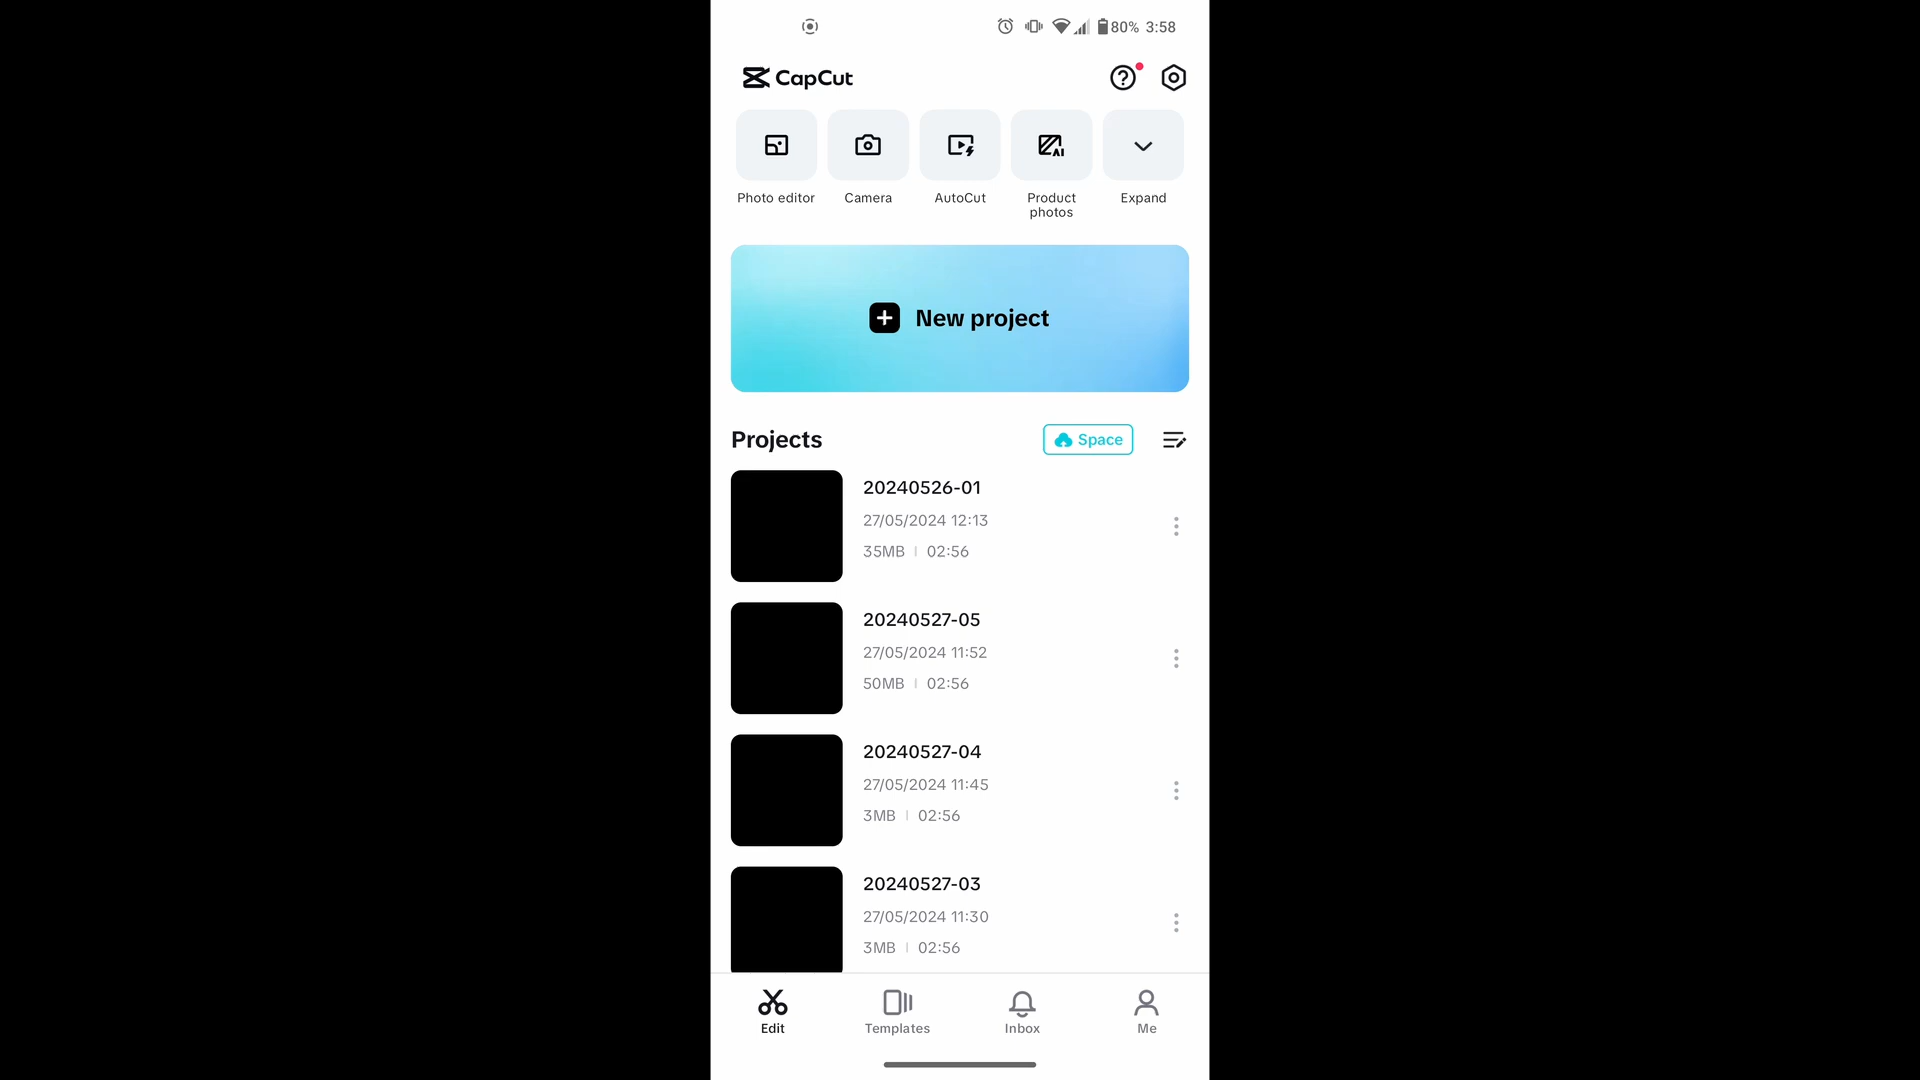 80% 3:58
CapCut
Photo editor
Camera
AutoCut
Product
photos
Expand
New project
Projects
Space
20240526-01
27/05/2024 12:13
35MB | 02:56
20240527-05
27/05/2024 11:52
50MB | 02:56
20240527-04
27/05/2024 11:45
3MB | 02:56
20240527-03
27/05/2024 11:30
3MB | 02:56
Edit
Templates
Inbox
Me